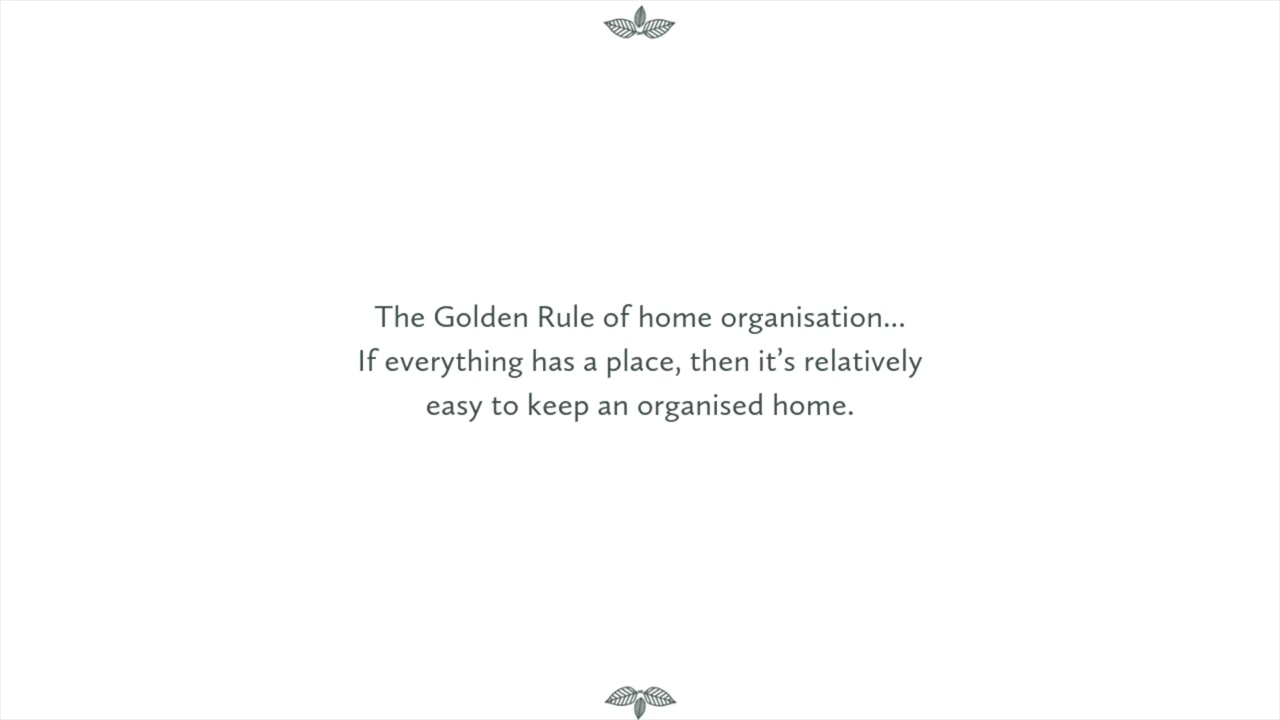 The Golden Rule of home organisation...
If everything has a place, then it’s relatively
easy to keep an organised home.